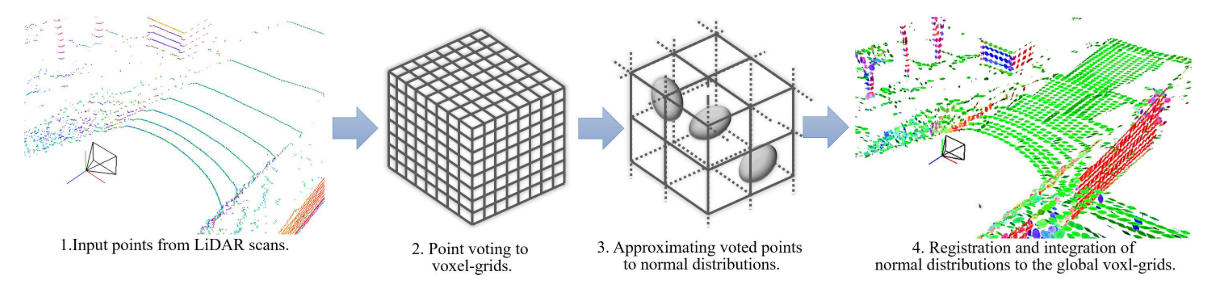 1.Input points from LiDAR scans.
2. Point voting to
voxel-grids.
3. Approximating voted points
to normal distributions.
4. Registration and integration of
normal distributions to the global voxl-grids.